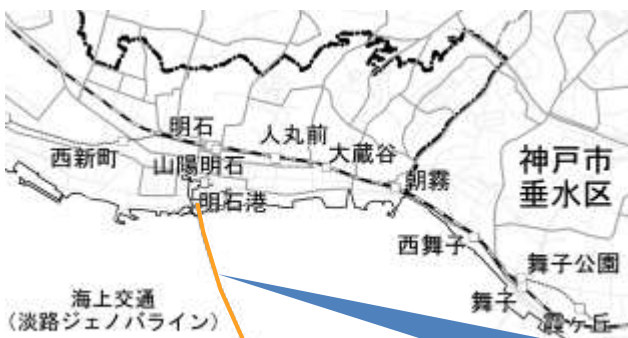 明石
人丸前
大蔵谷
西新町
山陽明石
朝霧
神戸市
垂水区
明石港
西舞子
舞子公園
舞子
霞ヶ丘
海上交通
(淡路ジェノバライン)